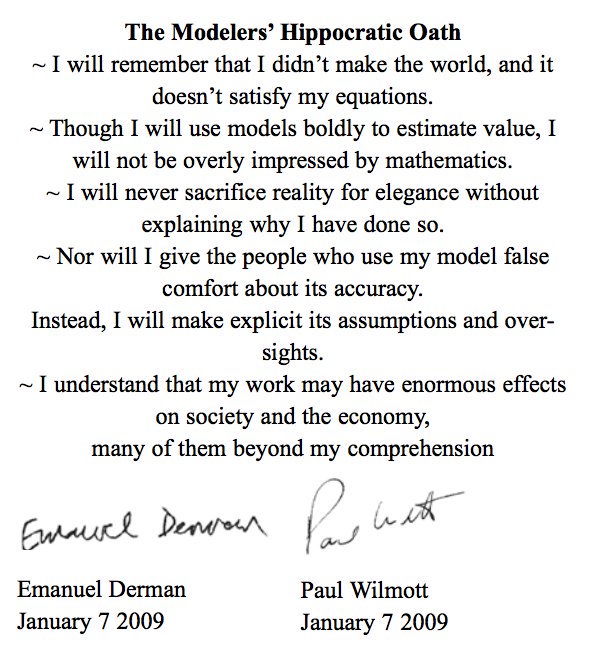 The Modelers’ Hippocratic Oath
~ I will remember that I didn’t make the world, and it
doesn’t satisfy my equations.
~ Though I will use models boldly to estimate value, I
will not be overly impressed by mathematics.
~ I will never sacrifice reality for elegance without
explaining why I have done so.
~ Nor will I give the people who use my model false
comfort about its accuracy.
Instead, I will make explicit its assumptions and over-
sights.
~ I understand that my work may have enormous effects
on society and the economy,
many of them beyond my comprehension
Emanuel Derman Paul Wilmott
Emanuel Derman Paul Wilmott
January 7 2009 January 7 2009